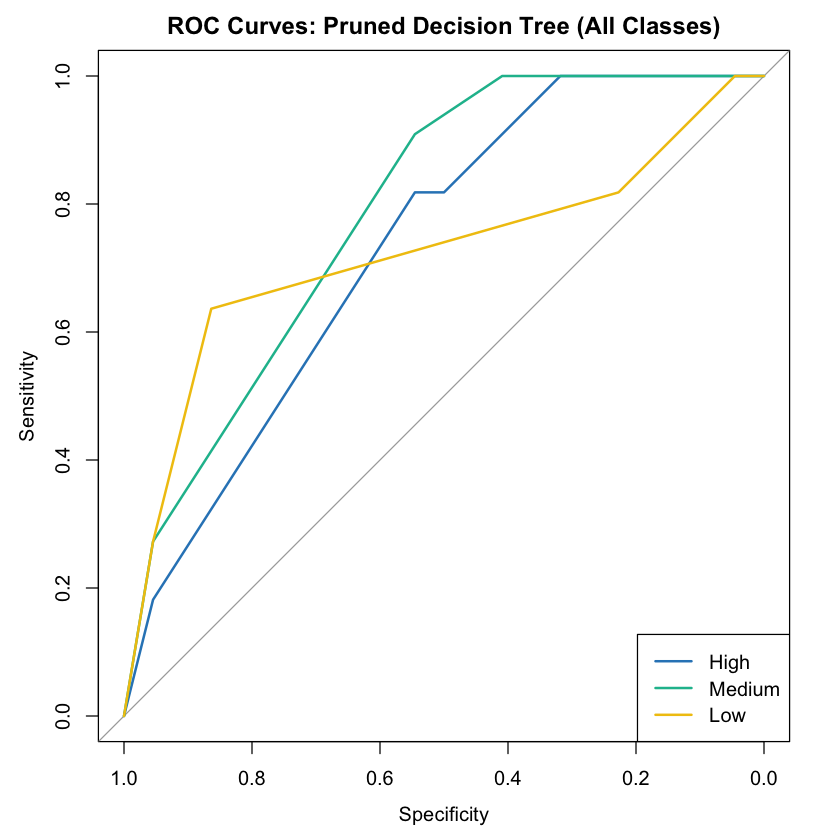 ROC Curves: Pruned Decision Tree (All Classes)
1.0
0.8
0.6
0.4
0.2
0.0
Sensitivity
High
Medium
Low
1.0 0.8 0.6 0.4 0.2 0.0
Specificity